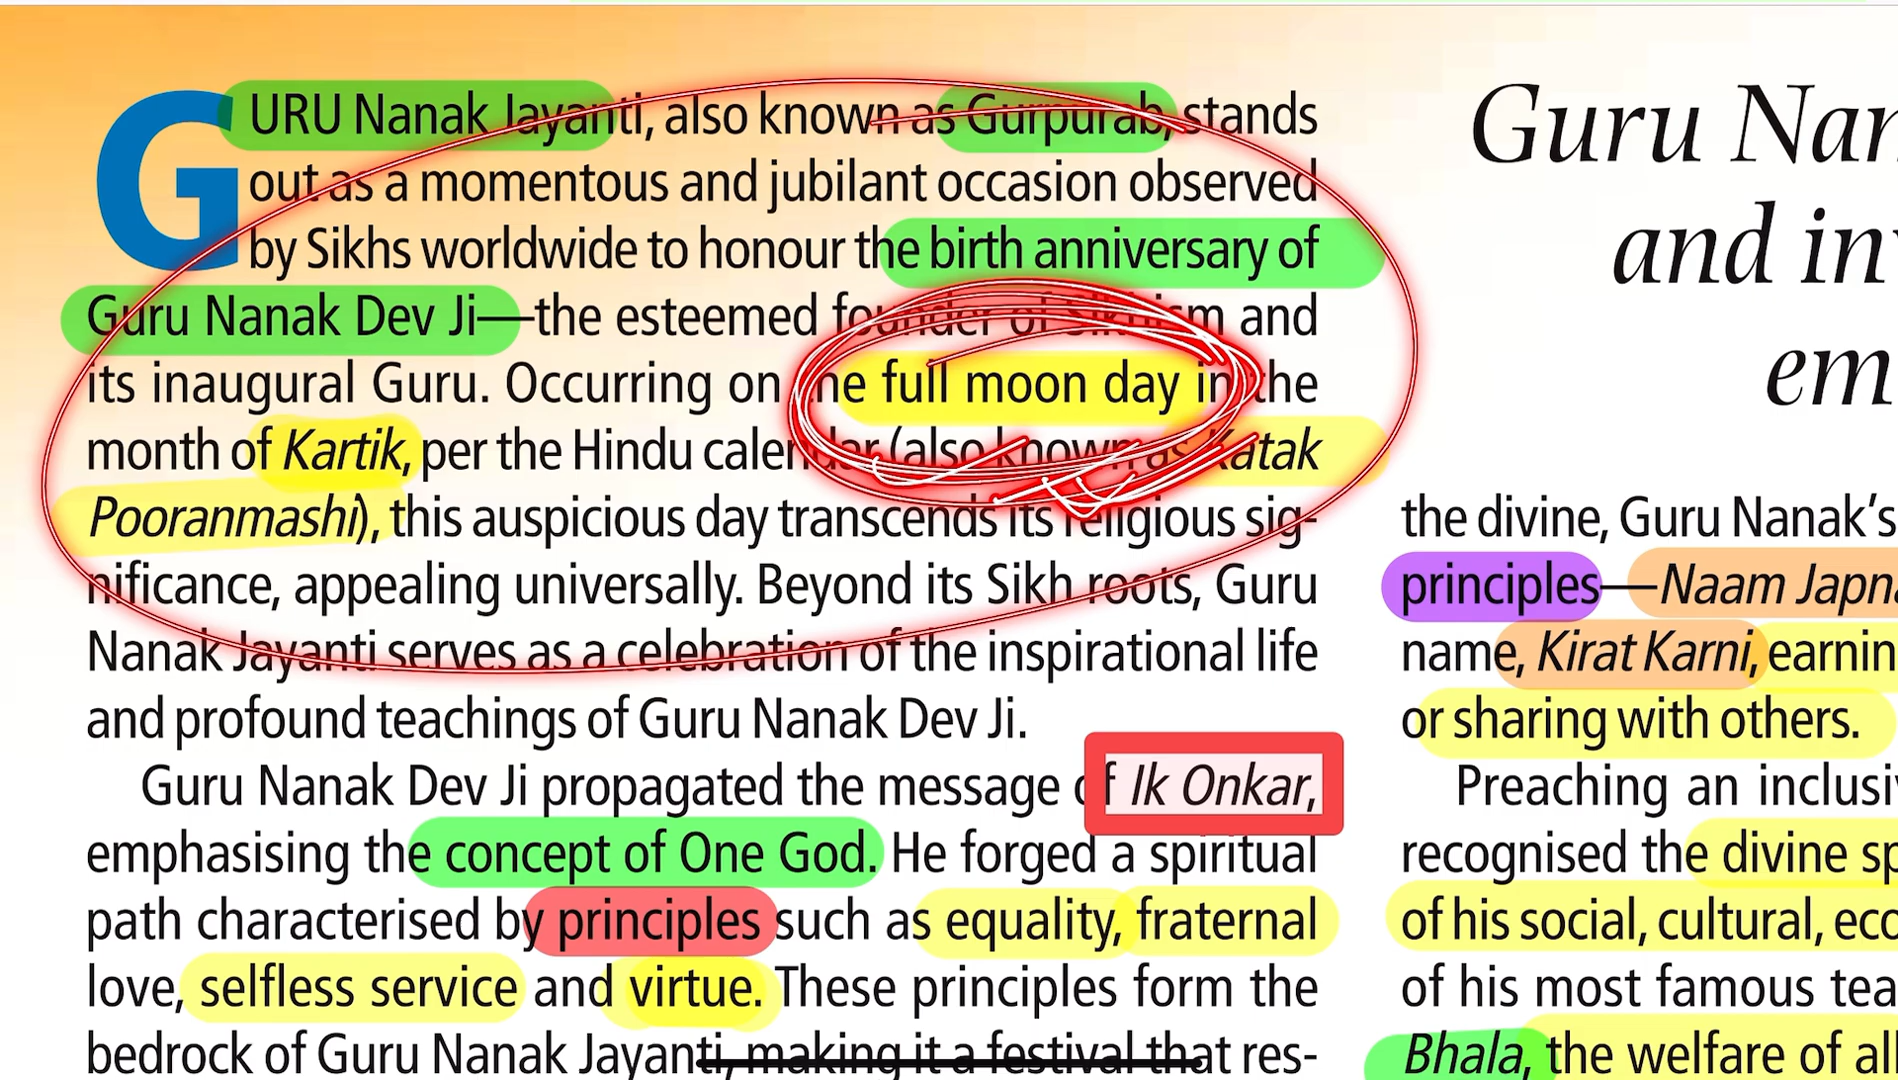 GURU Nanak Jayanti, also known as Gurpurab, stands
out as a momentous and jubilant occasion observed
by Sikhs worldwide to honour the birth anniversary of
Guru Nanak Dev Ji—the esteemed founder of Sikhism and
its inaugural Guru. Occurring on the full moon day in the
month of Kartik, per the Hindu calendar (also known as Katak
Pooranmashi), this auspicious day transcends its religious sig-
nificance, appealing universally. Beyond its Sikh roots, Guru
Nanak Jayanti serves as a celebration of the inspirational life
and profound teachings of Guru Nanak Dev Ji.
Guru Nanak Dev Ji propagated the message of Ik Onkar,
emphasising the concept of One God. He forged a spiritual
path characterised by principles such as equality, fraternal
love, selfless service and virtue. These principles form the
bedrock of Guru Nanak Jayanti, making it a festival that res-
Guru Nan
and in
em
the divine, Guru Nanak's
principles—Naam Japna
name, Kirat Karni, earnin
or sharing with others.
Preaching an inclusiv
recognised the divine sp
of his social, cultural, eco
of his most famous tea
Bhala, the welfare of all